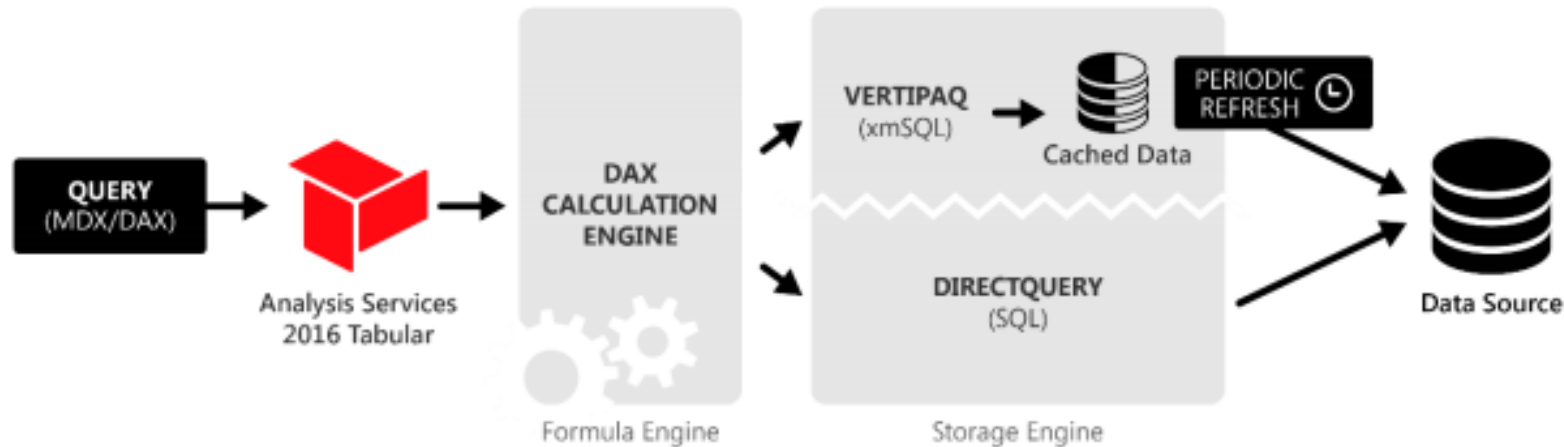 QUERY
(MDX/DAX)
Analysis Services
2016 Tabular
DAX
CALCULATION
ENGINE
Formula Engine
VERTIPAQ
(xmSQL)
Cached Data
PERIODIC
REFRESH
DIRECTQUERY
(SQL)
Storage Engine
Data Source